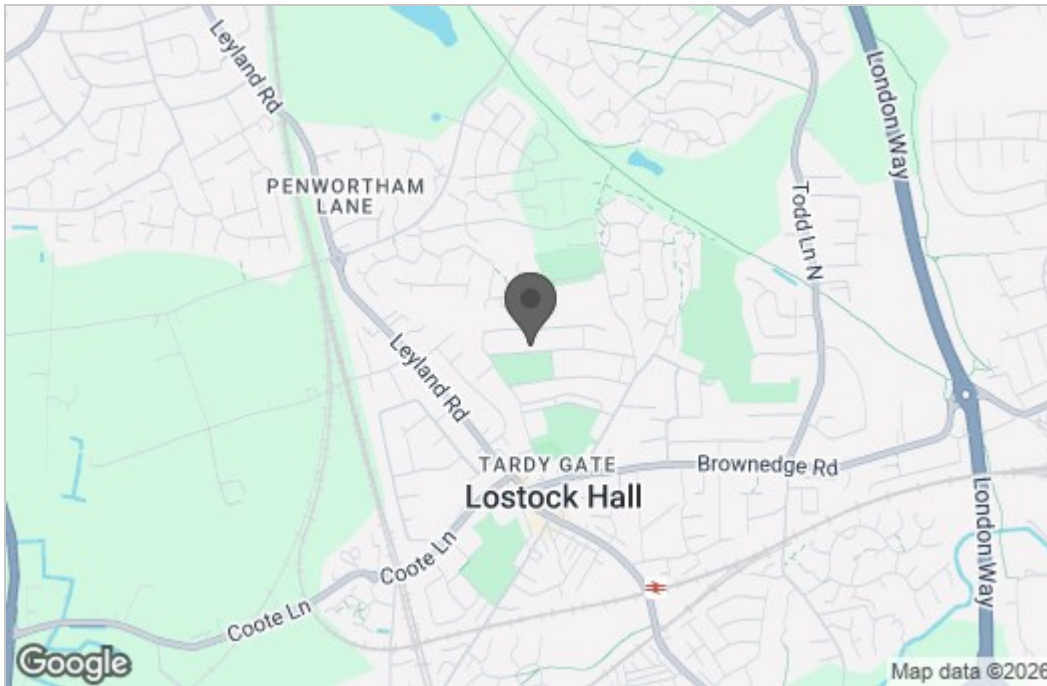 Leyland Rd
London Way
PENWORTHAM
LANE
Todd Ln N
Leyland Rd
TARDY GATE
Brownedge Rd
Lostock Hall
London Way
Coote Ln
Coote Ln
Google
Map data ©2026